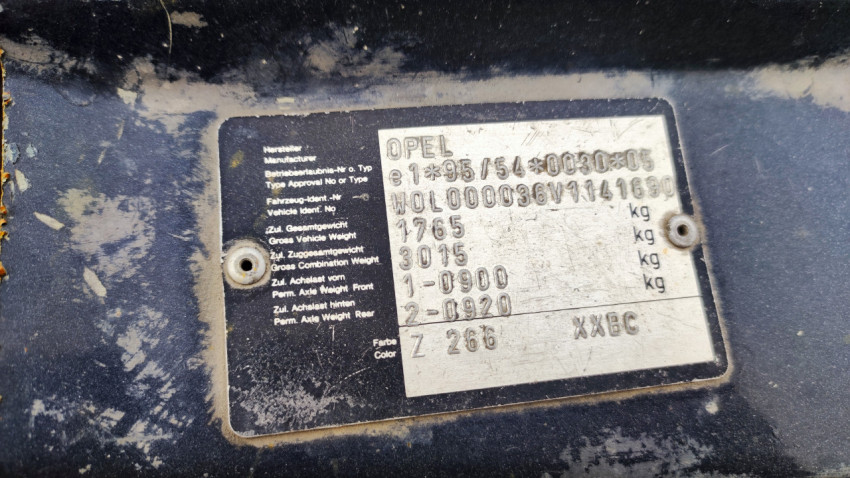 Hersteller
Manufacturer
OPEL
Betriebserlaubnis-Nr o. Typ
Type Approval No or Type
e1*95/54*0030*05
Fahrzeug-Ident.-Nr
Vehicle Ident. No
W0L000036V1141690
Zul. Gesamtgewicht
Gross Vehicle Weight
1765 kg
Zul. Zuggesamtgewicht
Gross Combination Weight
3015 kg
Zul. Achslast vorn
Perm. Axle Weight Front
1-0900 kg
Zul. Achslast hinten
Perm. Axle Weight Rear
2-0920 kg
Farbe
Color
Z 266 XXBC